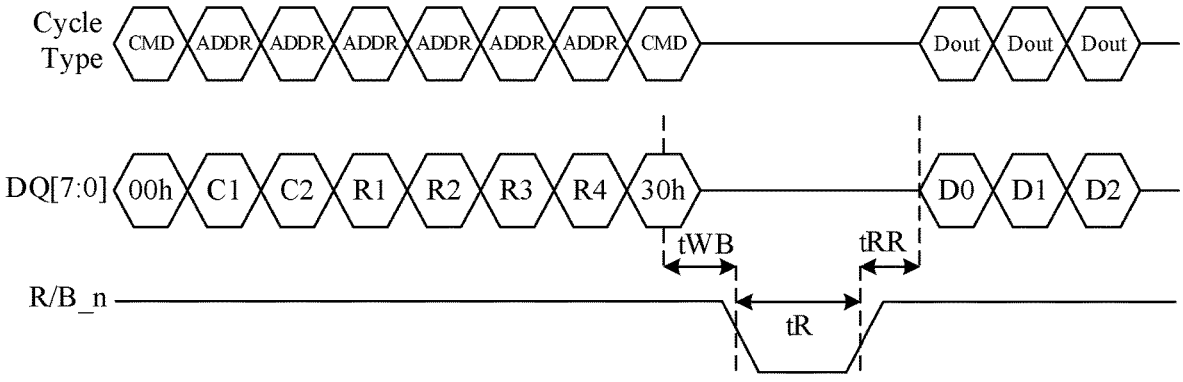 Cycle Type
CMD ADDR ADDR ADDR ADDR ADDR ADDR CMD Dout Dout Dout
DQ[7:0] 00h C1 C2 R1 R2 R3 R4 30h D0 D1 D2
tWB tRR
R/B_n
tR